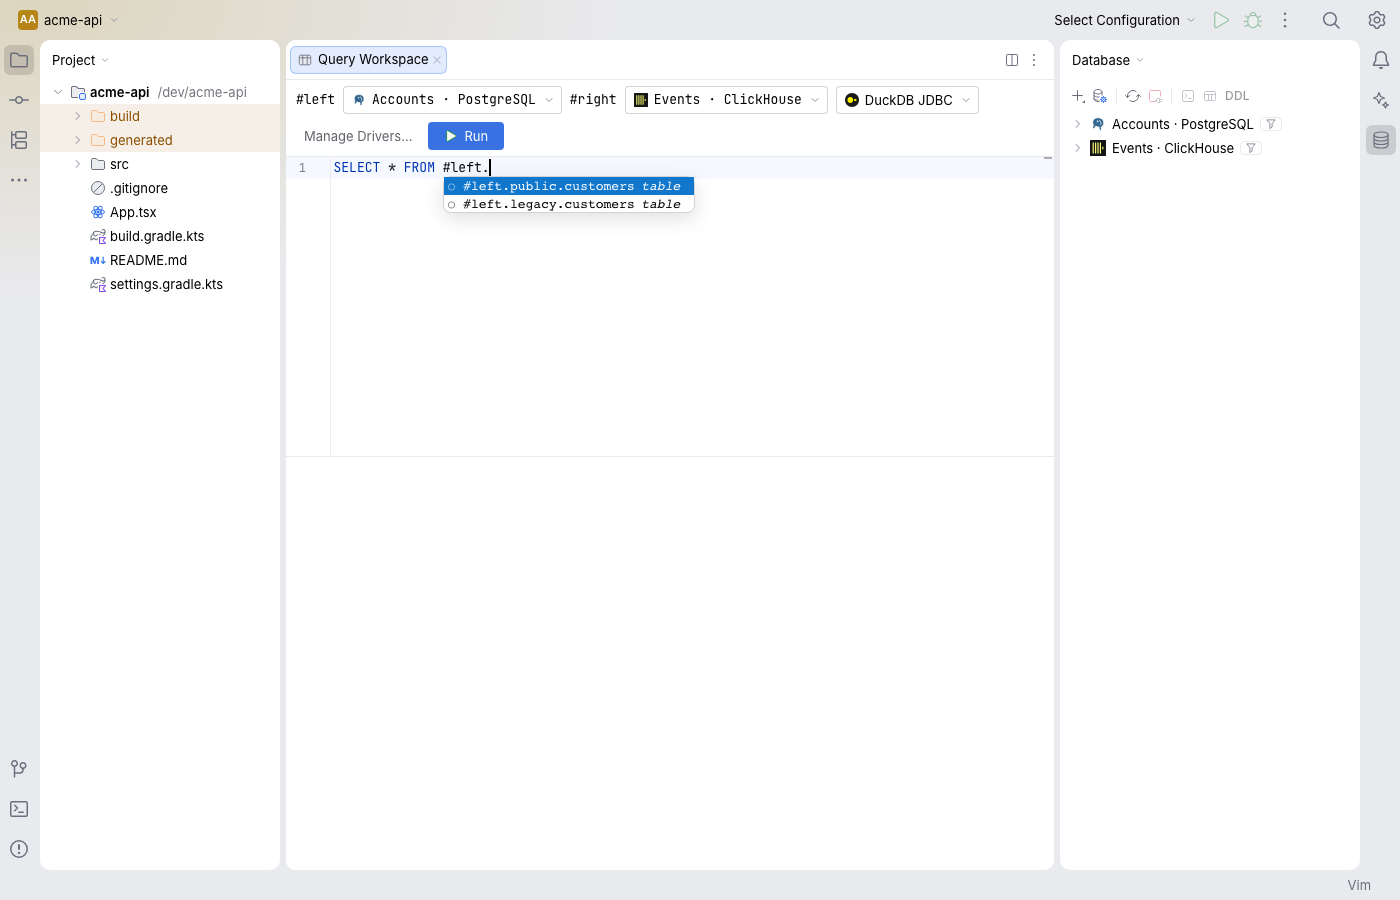 AA acme-api
Select Configuration
Project
acme-api /dev/acme-api
build
generated
src
.gitignore
App.tsx
build.gradle.kts
M↓ README.md
settings.gradle.kts
Query Workspace
#left Accounts · PostgreSQL #right Events · ClickHouse DuckDB JDBC
Manage Drivers... Run
1 SELECT * FROM #left.
#left.public.customers table
#left.legacy.customers table
Database
DDL
Accounts · PostgreSQL
Events · ClickHouse
Vim